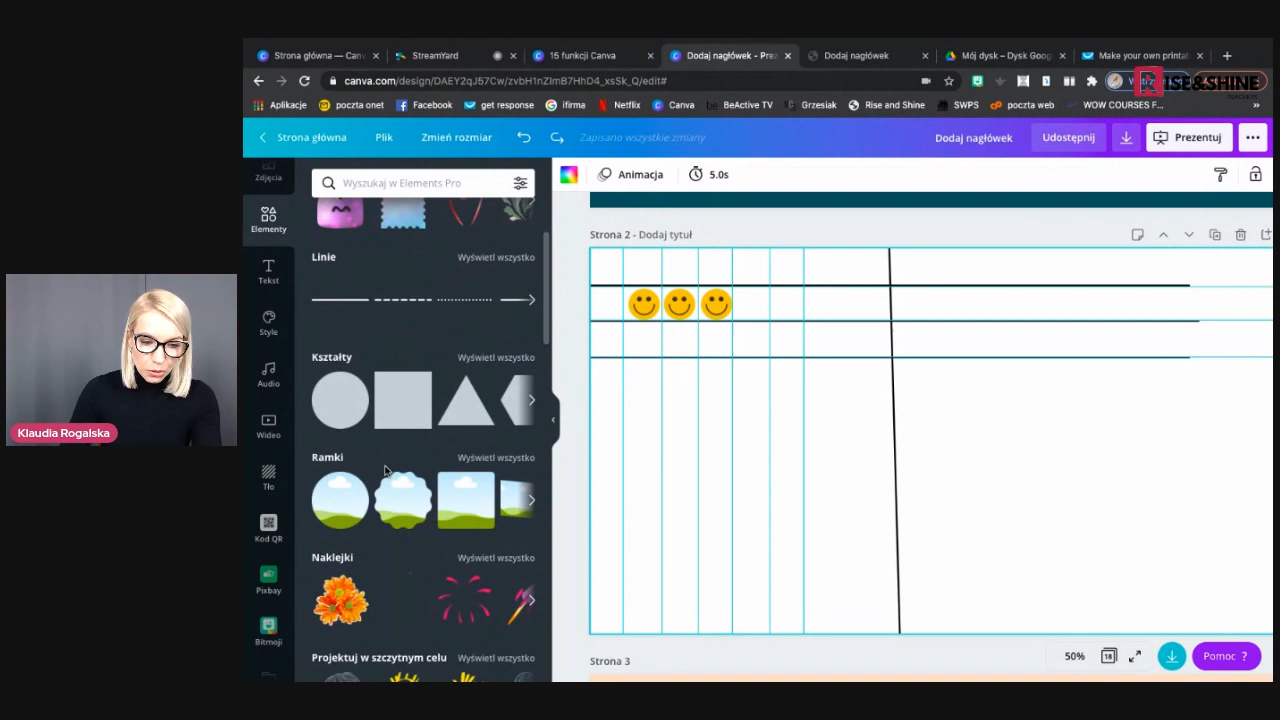 Strona główna — Can
StreamYard
15 funkcji Canva
Dodaj nagłówek - Prez
Dodaj nagłówek
Mój dysk – Dysk Goog
Make your own printab
canva.com/design/DAEY2qJ57Cw/zvbH1nZImB7HhD4_xsSk_Q/edit#
RISE&SHINE
Aplikacje
poczta onet
Facebook
get response
ifirma
Netflix
Canva
BeActive TV
Grzesiak
Rise and Shine
SWPS
poczta web
WOW COURSES F...
Strona główna
Plik
Zmień rozmiar
Zapisano wszystkie zmiany
Dodaj nagłówek
Udostępnij
Prezentuj
Zdjęcia
Elementy
Tekst
Style
Audio
Wideo
Tło
Kod QR
Pixbay
Bitmoji
Wyszukaj w Elements Pro
Linie
Wyświetl wszystko
Kształty
Wyświetl wszystko
Ramki
Wyświetl wszystko
Naklejki
Wyświetl wszystko
Projektuj w szczytnym celu
Wyświetl wszystko
Animacja
5.0s
Strona 2 - Dodaj tytuł
Strona 3
50%
18
Pomoc ?
Klaudia Rogalska